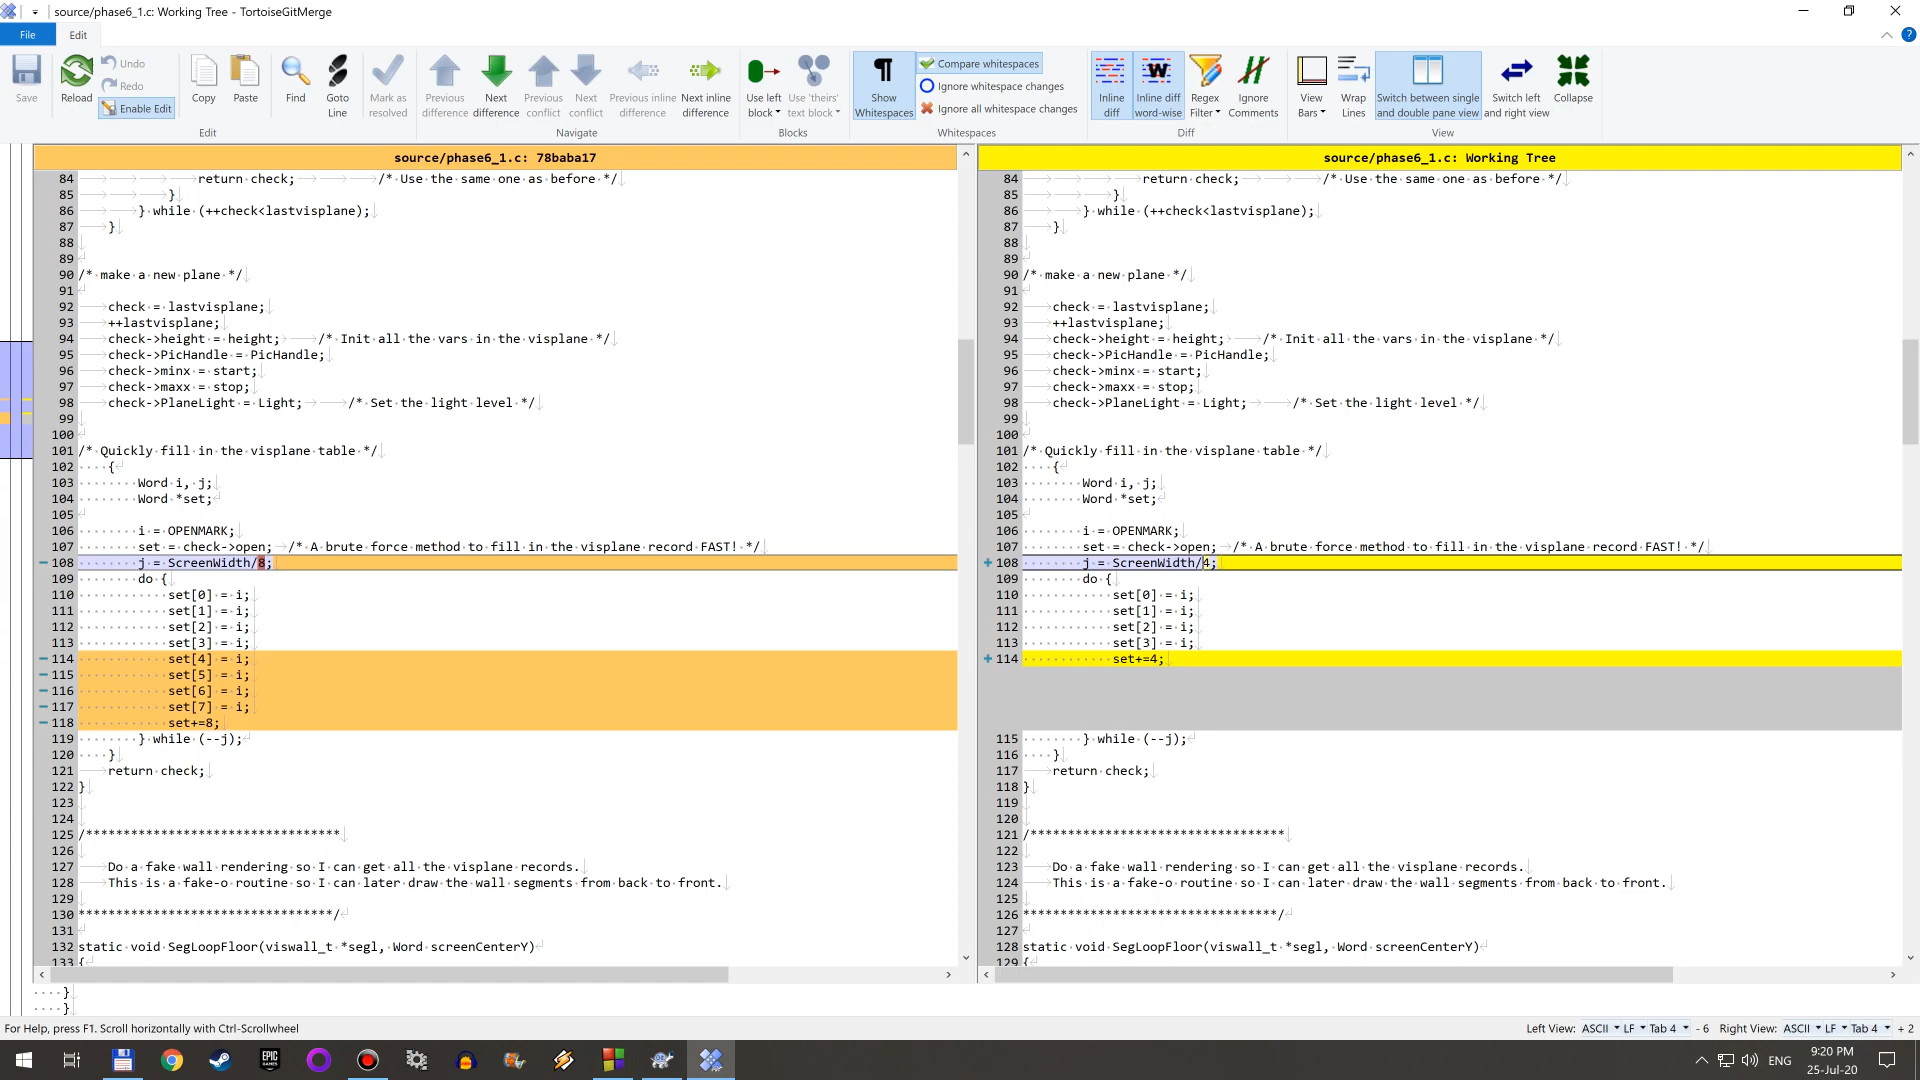 source/phase6_1.c: Working Tree - TortoiseGitMerge
File
Edit
Save
Reload
Undo
Redo
Enable Edit
Copy
Paste
Find
Goto Line
Mark as resolved
Previous difference
Next difference
Previous conflict
Next conflict
Previous inline difference
Next inline difference
Use left block
Use 'theirs' text block
Show Whitespaces
Compare whitespaces
Ignore whitespace changes
Ignore all whitespace changes
Inline diff
Inline diff word-wise
Regex Filter
Ignore Comments
View Bars
Wrap Lines
Switch between single and double pane view
Switch left and right view
Collapse
Edit
Navigate
Blocks
Whitespaces
Diff
View
source/phase6_1.c: 78baba17
84 return check; /* Use the same one as before */
85 }
86 } while (++check<lastvisplane);
87 }
88
89
90 /* make a new plane */
91
92 check = lastvisplane;
93 ++lastvisplane;
94 check->height = height; /* Init all the vars in the visplane */
95 check->PicHandle = PicHandle;
96 check->minx = start;
97 check->maxx = stop;
98 check->PlaneLight = Light; /* Set the light level */
99
100
101 /* Quickly fill in the visplane table */
102 {
103 Word i, j;
104 Word *set;
105
106 i = OPENMARK;
107 set = check->open; /* A brute force method to fill in the visplane record FAST! */
108 j = ScreenWidth/8;
109 do {
110 set[0] = i;
111 set[1] = i;
112 set[2] = i;
113 set[3] = i;
114 set[4] = i;
115 set[5] = i;
116 set[6] = i;
117 set[7] = i;
118 set+=8;
119 } while (--j);
120 }
121 return check;
122 }
123
124
125 /**********************************
126
127 Do a fake wall rendering so I can get all the visplane records.
128 This is a fake-o routine so I can later draw the wall segments from back to front.
129
130 **********************************/
131
132 static void SegLoopFloor(viswall_t *segl, Word screenCenterY)
133 {
source/phase6_1.c: Working Tree
84 return check; /* Use the same one as before */
85 }
86 } while (++check<lastvisplane);
87 }
88
89
90 /* make a new plane */
91
92 check = lastvisplane;
93 ++lastvisplane;
94 check->height = height; /* Init all the vars in the visplane */
95 check->PicHandle = PicHandle;
96 check->minx = start;
97 check->maxx = stop;
98 check->PlaneLight = Light; /* Set the light level */
99
100
101 /* Quickly fill in the visplane table */
102 {
103 Word i, j;
104 Word *set;
105
106 i = OPENMARK;
107 set = check->open; /* A brute force method to fill in the visplane record FAST! */
108 j = ScreenWidth/4;
109 do {
110 set[0] = i;
111 set[1] = i;
112 set[2] = i;
113 set[3] = i;
114 set+=4;
115 } while (--j);
116 }
117 return check;
118 }
119
120
121 /**********************************
122
123 Do a fake wall rendering so I can get all the visplane records.
124 This is a fake-o routine so I can later draw the wall segments from back to front.
125
126 **********************************/
127
128 static void SegLoopFloor(viswall_t *segl, Word screenCenterY)
129 {
}
}
For Help, press F1. Scroll horizontally with Ctrl-Scrollwheel
Left View: ASCII LF Tab 4 - 6 Right View: ASCII LF Tab 4 + 2
EPIC GAMES
ENG
9:20 PM
25-Jul-20